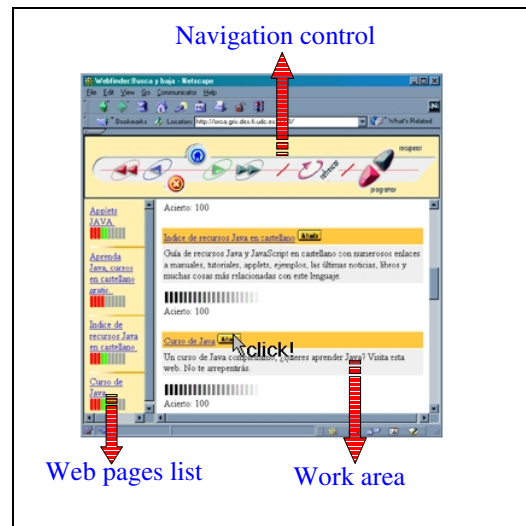 Navigation control
Webfinder:Busca y baja - Netscape
File Edit View Go Communicator Help
Bookmarks Location: What's Related
recuperar
refrescar
programar
Applets
JAVA
Aprenda
Java, cursos
en castellano
gratis.
Indice de
recursos Java
en castellano
Curso de
Java
Acierto: 100
Indice de recursos Java en castellano Añadir
Guía de recursos Java y JavaScript en castellano con numerosos enlaces
a manuales, tutoriales, applets, ejemplos, las últimas noticias, libros y
muchas cosas más relacionadas con este lenguaje.
Acierto: 100
Curso de Java
click!
Un curso de Java ¿Quieres aprender Java? Visita esta
web. No te arrepentirás.
Acierto: 100
Web pages list
Work area